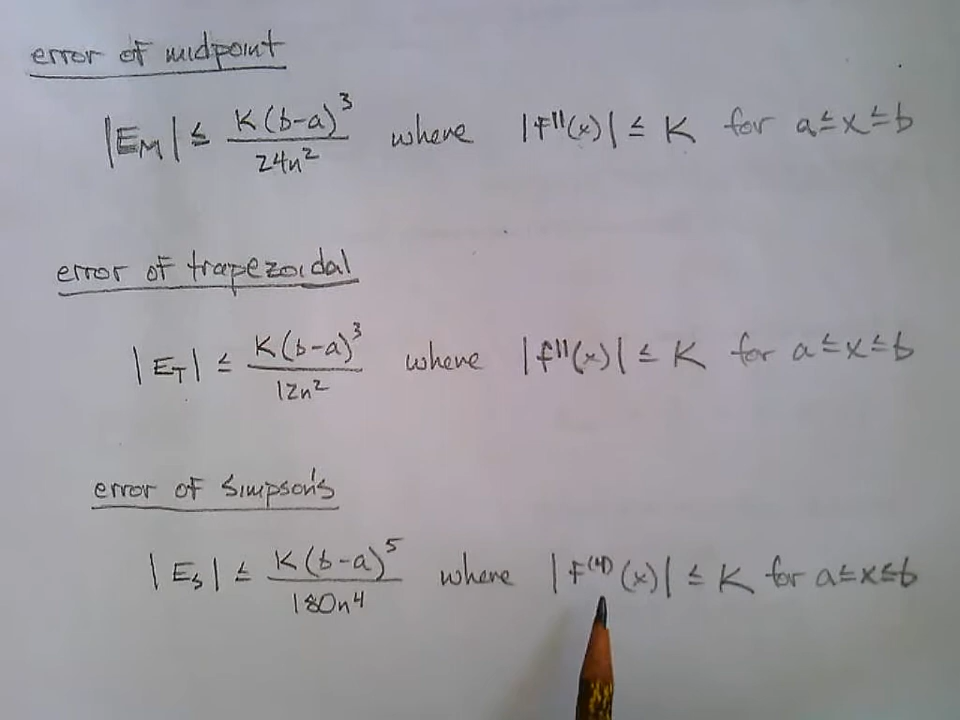 error of midpoint
|E_M| ≤ K(b-a)^3 / 24n^2 where |f''(x)| ≤ K for a≤x≤b
error of trapezoidal
|E_T| ≤ K(b-a)^3 / 12n^2 where |f''(x)| ≤ K for a≤x≤b
error of Simpson's
|E_S| ≤ K(b-a)^5 / 180n^4 where |f^(4)(x)| ≤ K for a≤x≤b